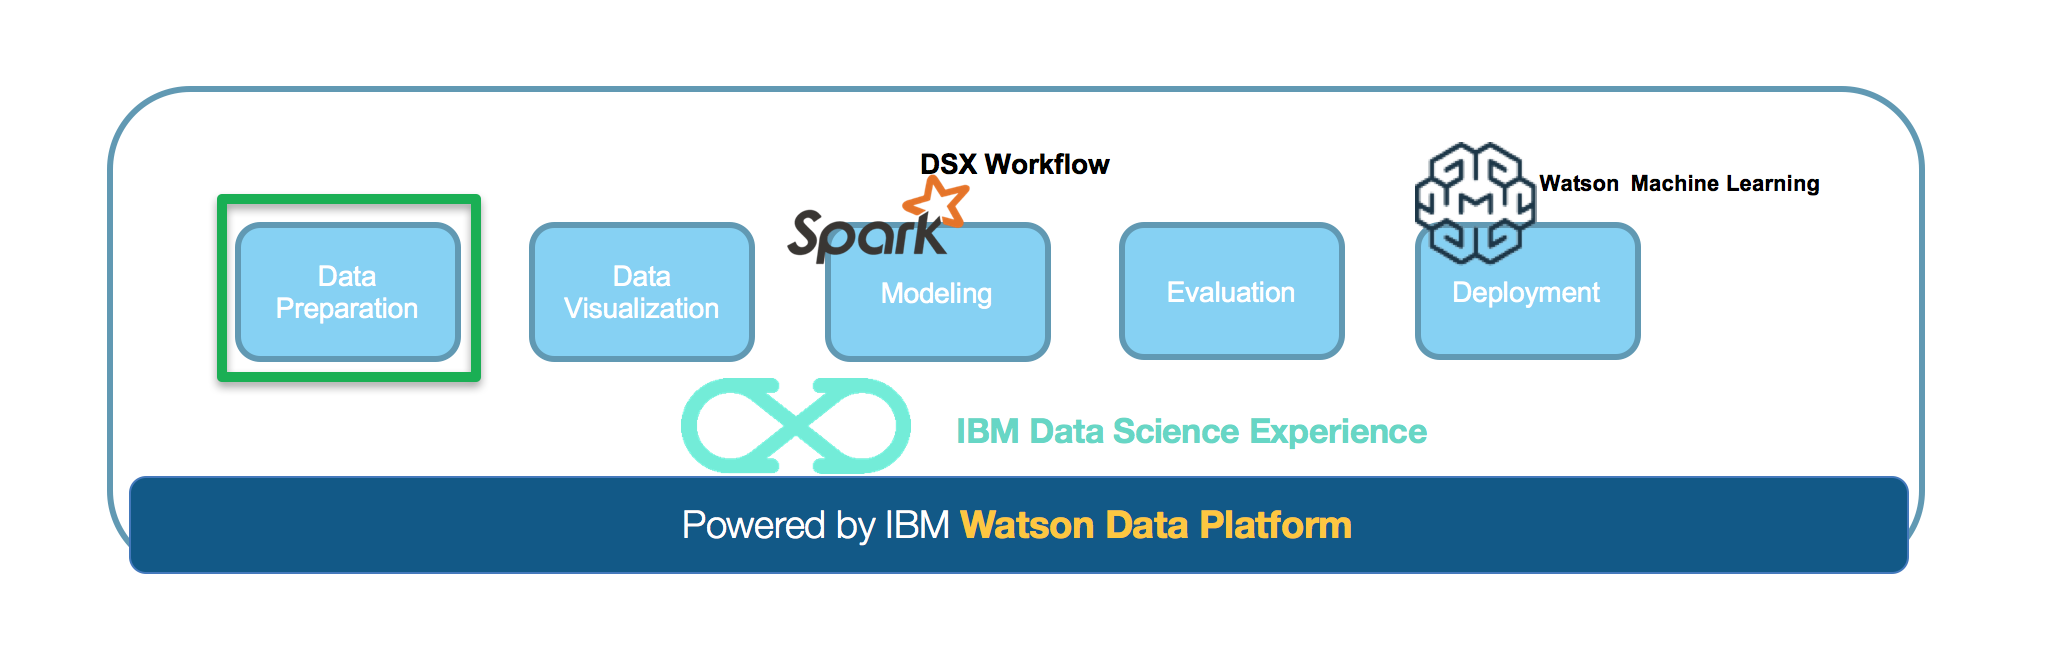 DSX Workflow
Watson Machine Learning
Spark
Data
Preparation
Data
Visualization
Modeling
Evaluation
Deployment
IBM Data Science Experience
Powered by IBM Watson Data Platform